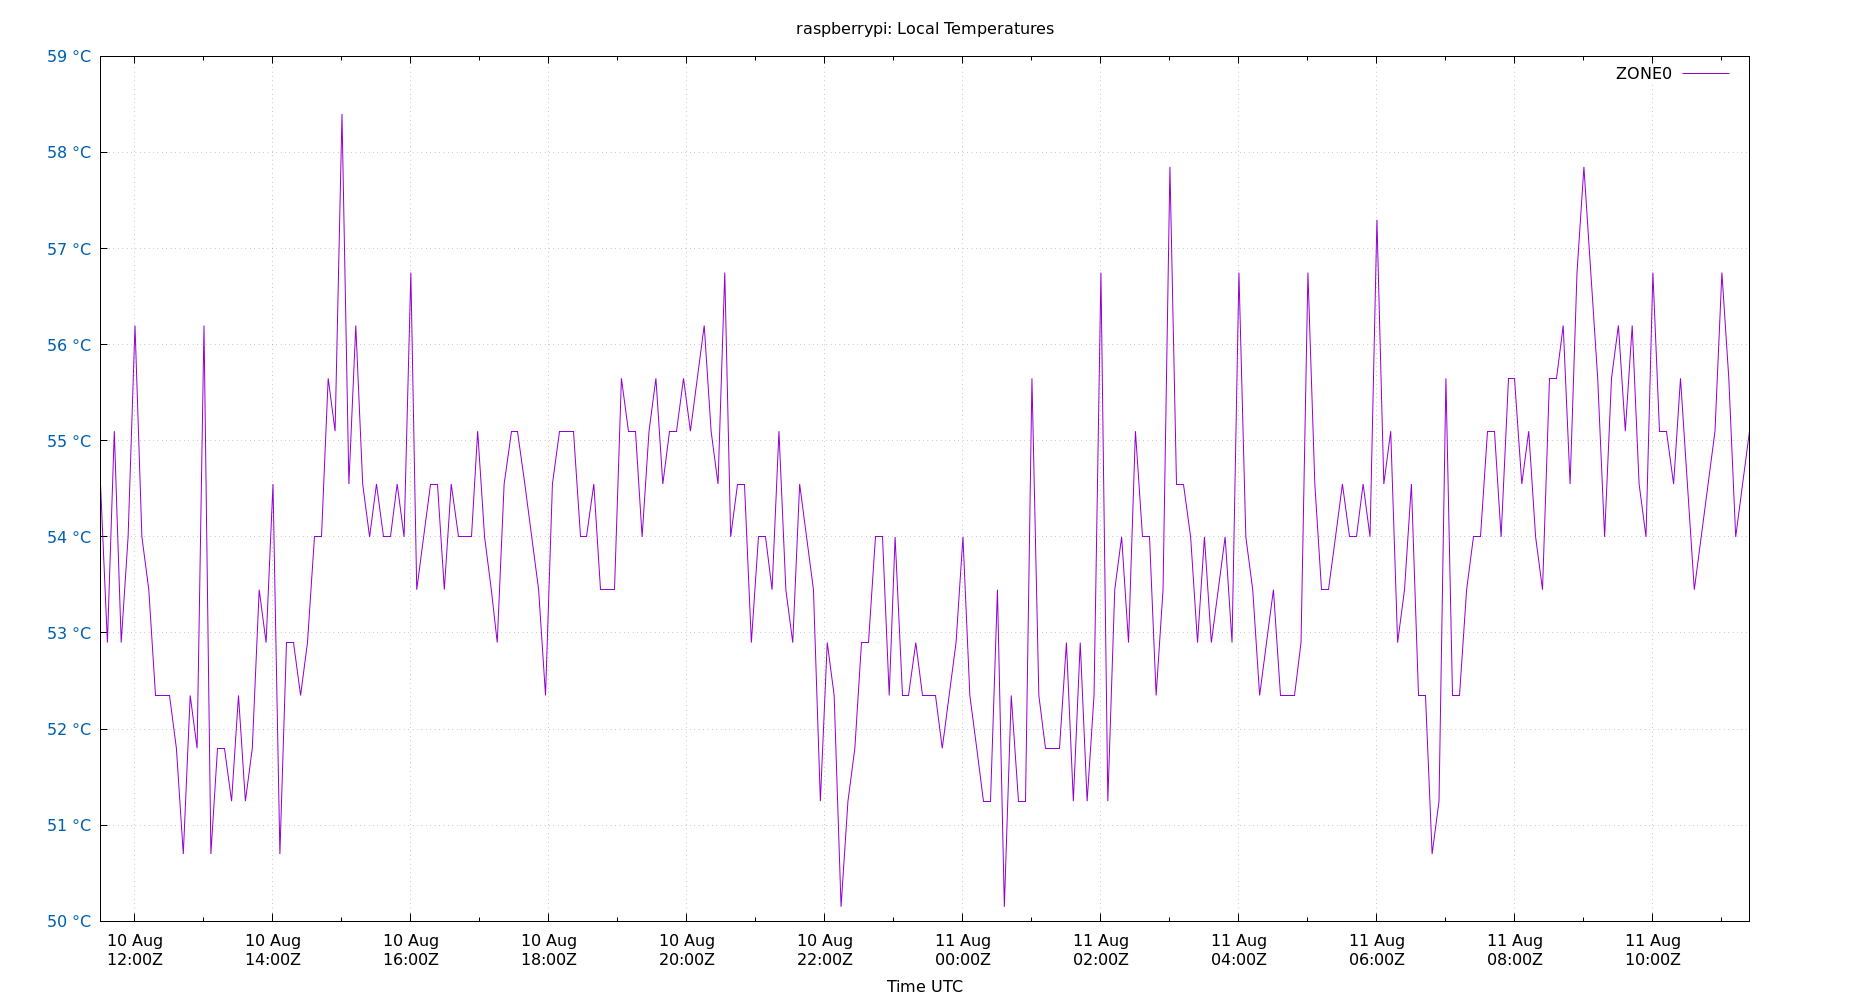 raspberrypi: Local Temperatures
59 °C
ZONE0
58 °C
57 °C
56 °C
55 °C
54 °C
53 °C
52 °C
51 °C
50 °C
10 Aug 10 Aug 10 Aug 10 Aug 10 Aug 10 Aug 11 Aug 11 Aug 11 Aug 11 Aug 11 Aug 11 Aug
12:00Z 14:00Z 16:00Z 18:00Z 20:00Z 22:00Z 00:00Z 02:00Z 04:00Z 06:00Z 08:00Z 10:00Z
Time UTC